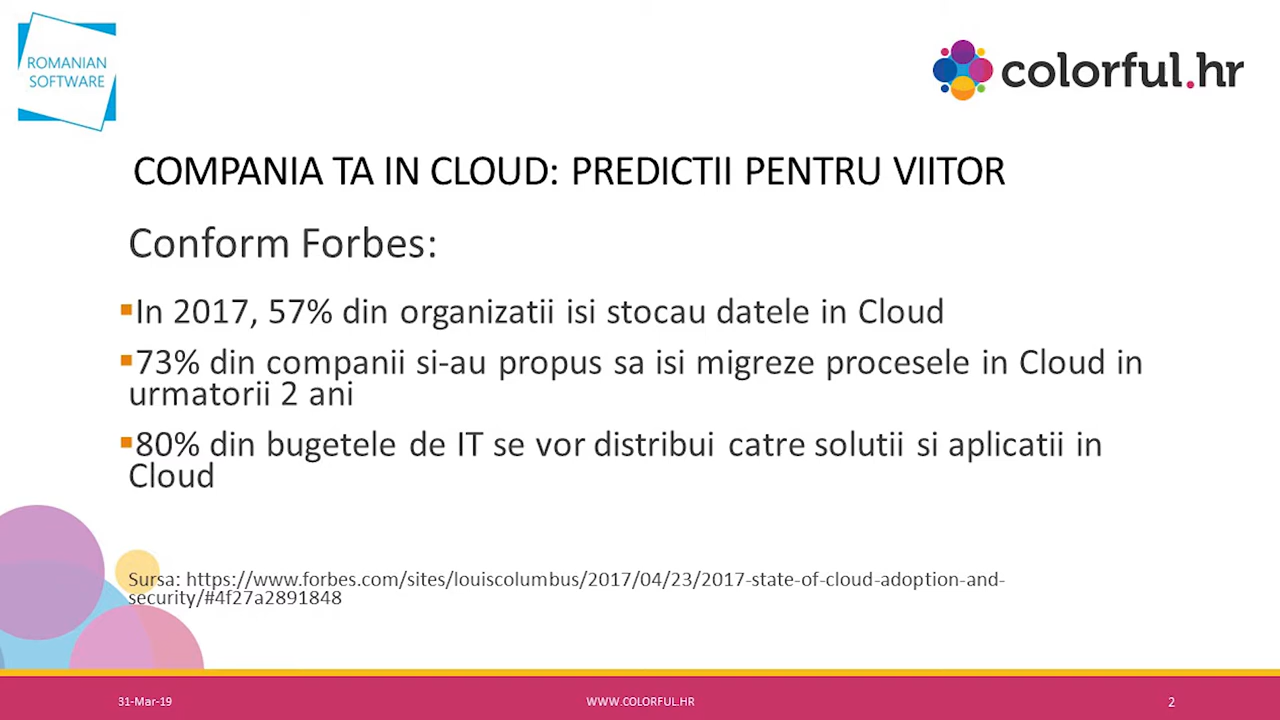 ROMANIAN
SOFTWARE
colorful.hr
COMPANIA TA IN CLOUD: PREDICTII PENTRU VIITOR
Conform Forbes:
▪In 2017, 57% din organizatii isi stocau datele in Cloud
▪73% din companii si-au propus sa isi migreze procesele in Cloud in
urmatorii 2 ani
▪80% din bugetele de IT se vor distribui catre solutii si aplicatii in
Cloud
Sursa: https://www.forbes.com/sites/louiscolumbus/2017/04/23/2017-state-of-cloud-adoption-and-
security/#4f27a2891848
31-Mar-19
WWW.COLORFUL.HR
2